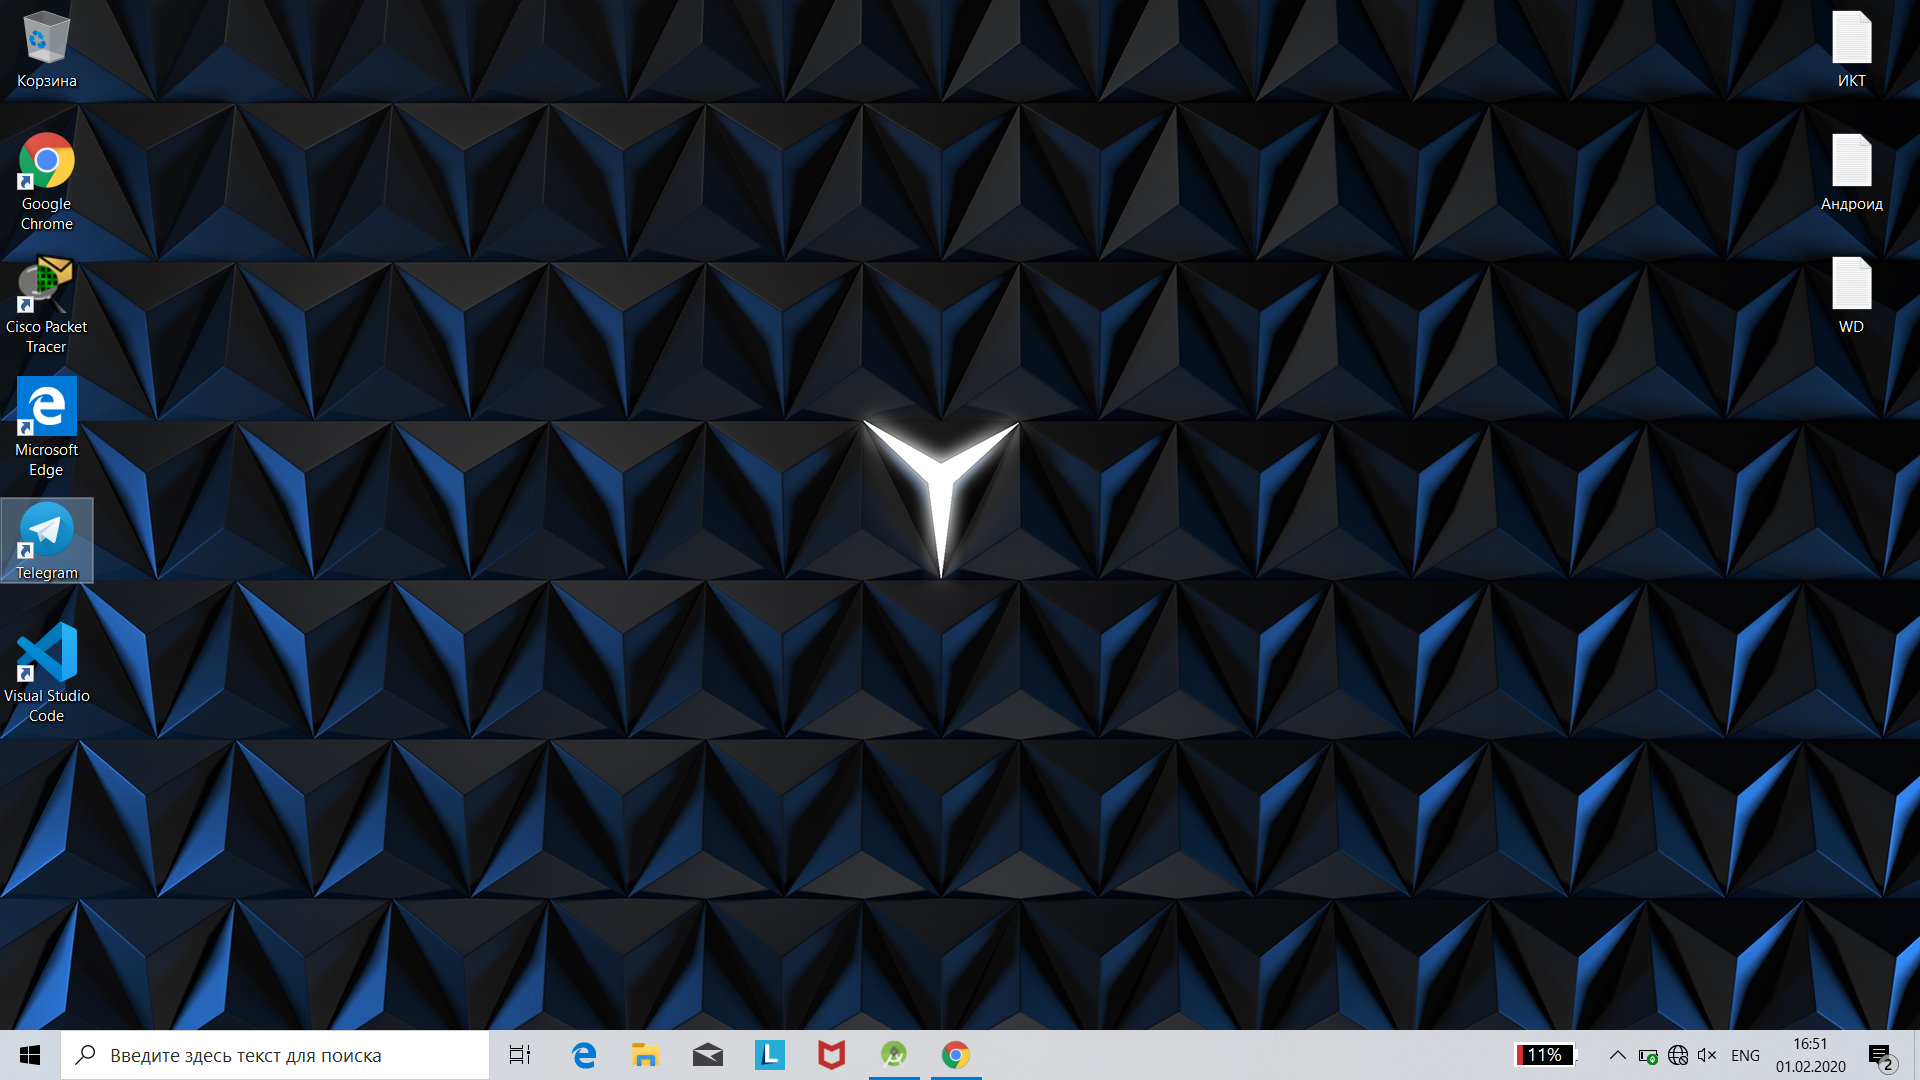 Корзина
Google
Chrome
Cisco Packet
Tracer
Microsoft
Edge
Telegram
Visual Studio
Code
ИКТ
Андроид
WD
Введите здесь текст для поиска
L
11%
ENG
16:51
01.02.2020
2